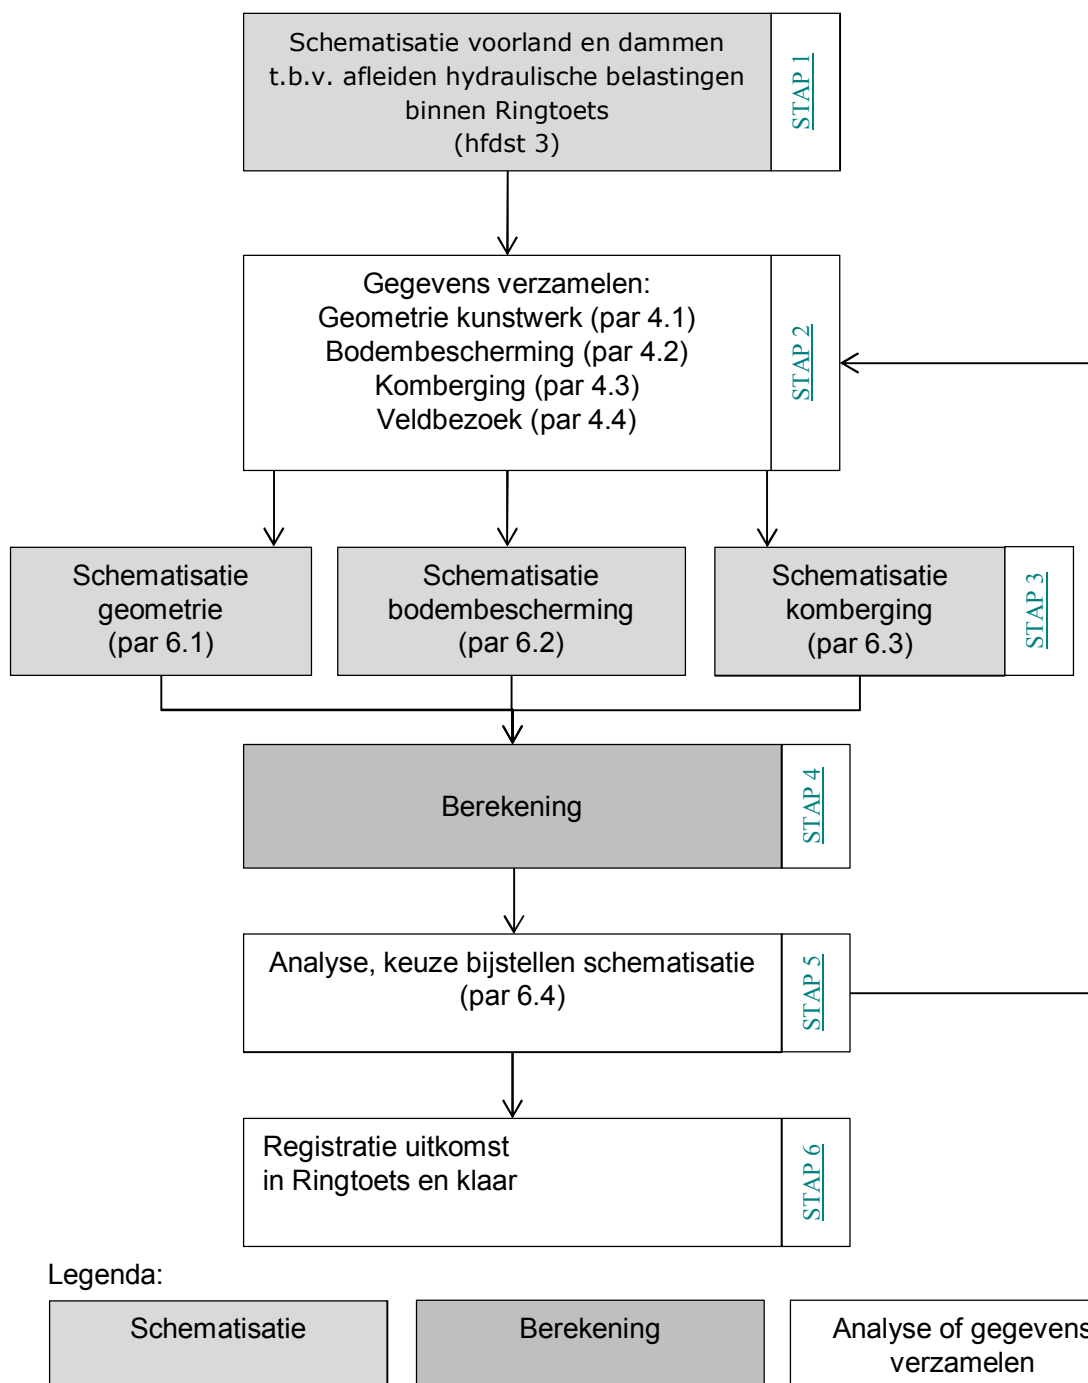 Schematisatie voorland en dammen
t.b.v. afleiden hydraulische belastingen
binnen Ringtoets
(hfdst 3)
STAP 1
Gegevens verzamelen:
Geometrie kunstwerk (par 4.1)
Bodembescherming (par 4.2)
Komberging (par 4.3)
Veldbezoek (par 4.4)
STAP 2
Schematisatie
geometrie
(par 6.1)
Schematisatie
bodembescherming
(par 6.2)
Schematisatie
komberging
(par 6.3)
STAP 3
Berekening
STAP 4
Analyse, keuze bijstellen schematisatie
(par 6.4)
STAP 5
Registratie uitkomst
in Ringtoets en klaar
STAP 6
Legenda:
Schematisatie
Berekening
Analyse of gegevens
verzamelen